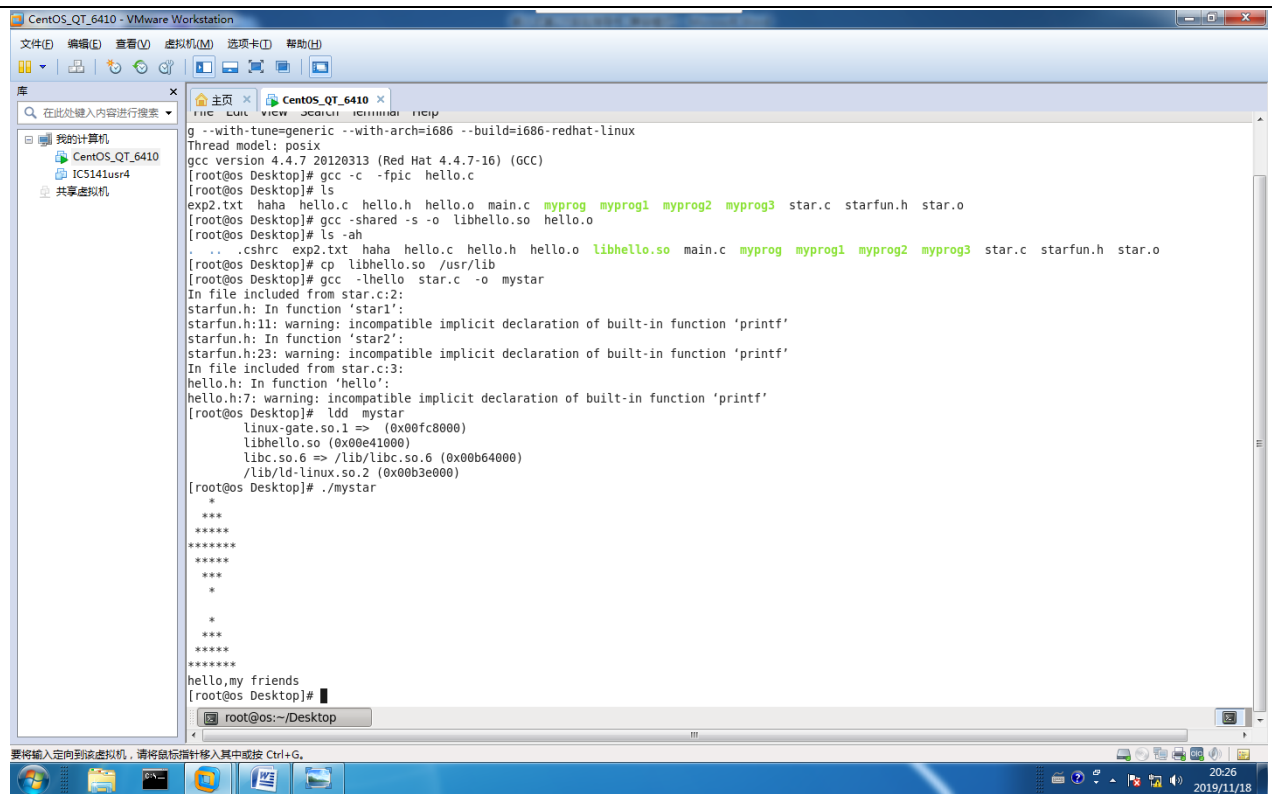 CentOS_QT_6410 - VMware Workstation
文件(F) 编辑(E) 查看(V) 虚拟机(M) 选项卡(T) 帮助(H)
库 ×
在此处键入内容进行搜索
我的计算机
CentOS_QT_6410
IC5141usr4
共享虚拟机
主页 × CentOS_QT_6410 ×
File Edit View Search Terminal Help
g --with-tune=generic --with-arch=i686 --build=i686-redhat-linux
Thread model: posix
gcc version 4.4.7 20120313 (Red Hat 4.4.7-16) (GCC)
[root@os Desktop]# gcc -c  -fpic  hello.c
[root@os Desktop]# ls
exp2.txt  haha  hello.c  hello.h  hello.o  main.c  myprog  myprog1  myprog2  myprog3  star.c  starfun.h  star.o
[root@os Desktop]# gcc -shared -s -o  libhello.so  hello.o
[root@os Desktop]# ls -ah
.  ..  .cshrc  exp2.txt  haha  hello.c  hello.h  hello.o  libhello.so  main.c  myprog  myprog1  myprog2  myprog3  star.c  starfun.h  star.o
[root@os Desktop]# cp  libhello.so  /usr/lib
[root@os Desktop]# gcc  -lhello  star.c  -o  mystar
In file included from star.c:2:
starfun.h: In function ‘star1’:
starfun.h:11: warning: incompatible implicit declaration of built-in function ‘printf’
starfun.h: In function ‘star2’:
starfun.h:23: warning: incompatible implicit declaration of built-in function ‘printf’
In file included from star.c:3:
hello.h: In function ‘hello’:
hello.h:7: warning: incompatible implicit declaration of built-in function ‘printf’
[root@os Desktop]#  ldd  mystar
        linux-gate.so.1 =>  (0x00fc8000)
        libhello.so (0x00e41000)
        libc.so.6 => /lib/libc.so.6 (0x00b64000)
        /lib/ld-linux.so.2 (0x00b3e000)
[root@os Desktop]# ./mystar
   *
  ***
 *****
*******
 *****
  ***
   *
   *
  ***
 *****
*******
hello,my friends
[root@os Desktop]#
root@os:~/Desktop
要将输入定向到该虚拟机，请将鼠标指针移入其中或按 Ctrl+G。
20:26
2019/11/18